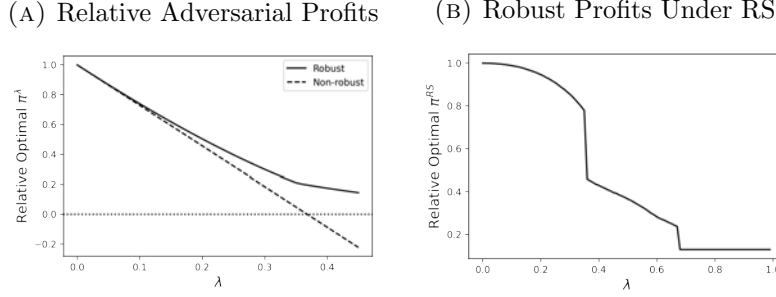 (A) Relative Adversarial Profits
Relative Optimal π^λ
1.0
0.8
0.6
0.4
0.2
0.0
−0.2
Robust
Non-robust
0.0 0.1 0.2 0.3 0.4
λ
(B) Robust Profits Under RS
Relative Optimal π^RS
1.0
0.8
0.6
0.4
0.2
0.0 0.2 0.4 0.6 0.8 1.0
λ